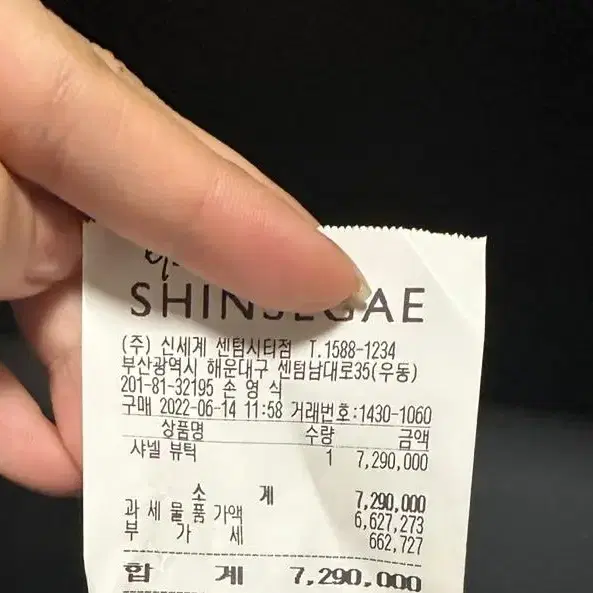 SHINSEGAE
(주) 신세계 센텀시티점 T.1588-1234
부산광역시 해운대구 센텀남대로35(우동)
201-81-32195 손 영 식
구매 2022-06-14 11:58 거래번호:1430-1060
상품명 수량 금액
샤넬 뷰틱 1 7,290,000
소 계 7,290,000
과 세 물 품 가액 6,627,273
부 가 세 662,727
합 계 7,290,000